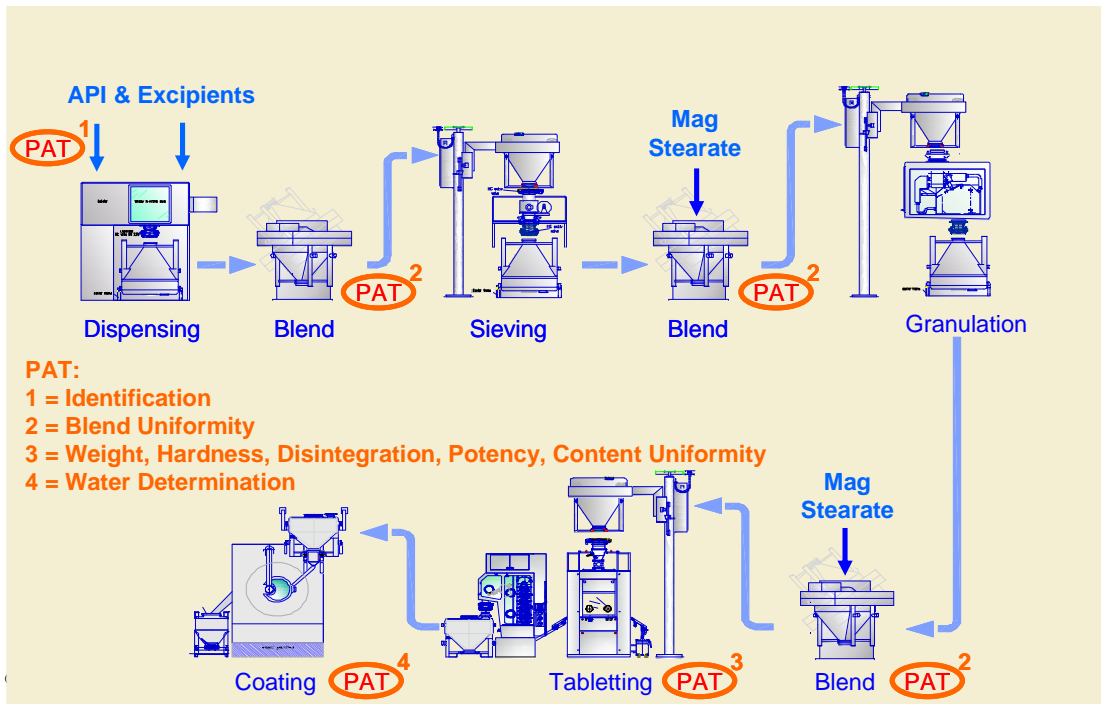 API & Excipients
PAT 1
Mag
Stearate
PAT 2
PAT 2
Dispensing
Blend
Sieving
Blend
Granulation
PAT:
1 = Identification
2 = Blend Uniformity
3 = Weight, Hardness, Disintegration, Potency, Content Uniformity
4 = Water Determination
Mag
Stearate
Coating
PAT 4
Tabletting
PAT 3
Blend
PAT 2